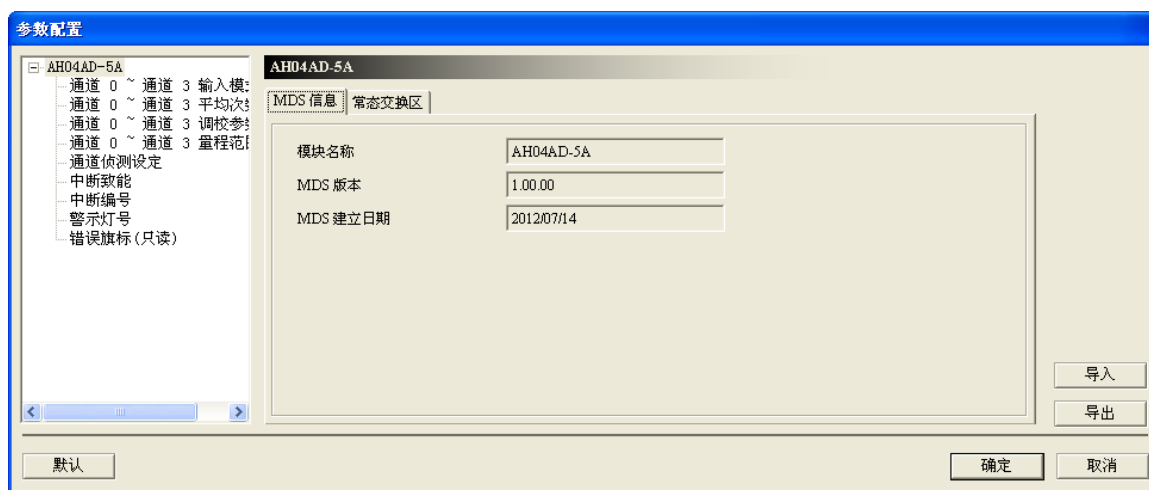 参数配置
AH04AD-5A
通道 0 ~ 通道 3 输入模
通道 0 ~ 通道 3 平均次
通道 0 ~ 通道 3 调校参
通道 0 ~ 通道 3 量程范
通道侦测设定
中断致能
中断编号
警示灯号
错误旗标(只读)
AH04AD-5A
MDS 信息 常态交换区
模块名称 AH04AD-5A
MDS 版本 1.00.00
MDS 建立日期 2012/07/14
导入
导出
默认 确定 取消